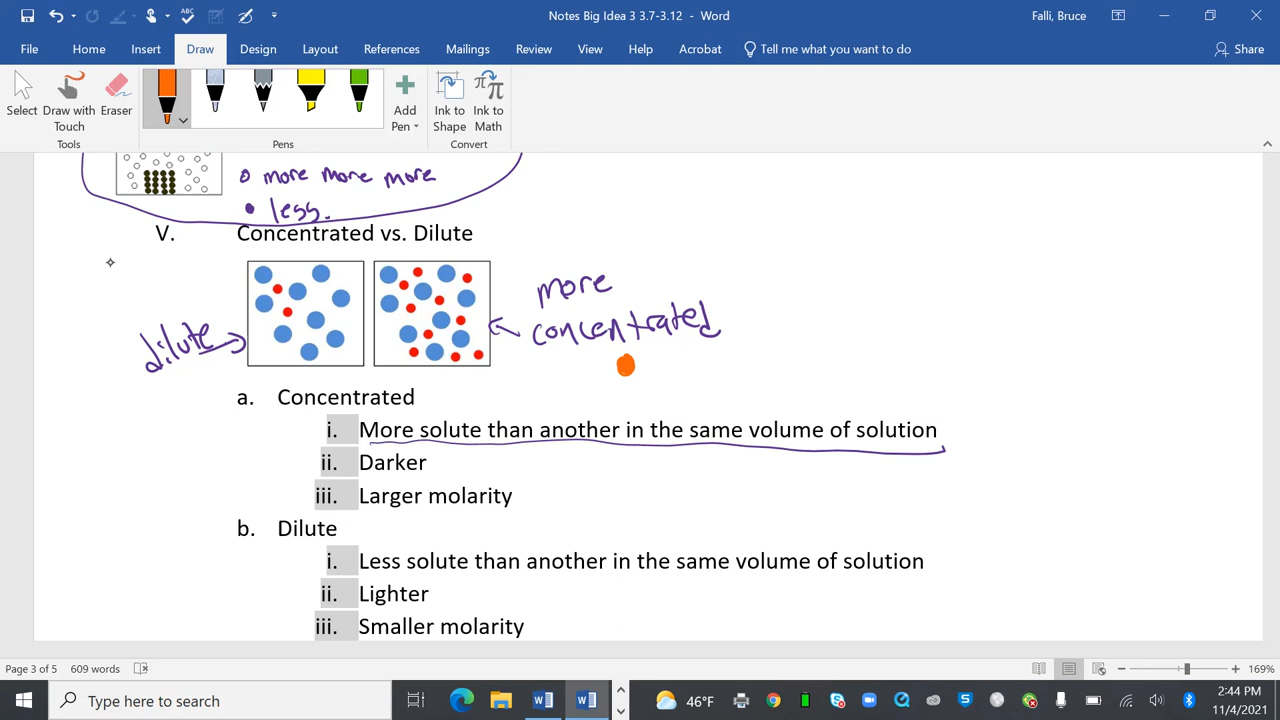 Notes Big Idea 3 3.7-3.12 - Word
Falli, Bruce
File Home Insert Draw Design Layout References Mailings Review View Help Acrobat Tell me what you want to do Share
Select
Draw with Touch
Eraser
Add Pen
Ink to Shape
Ink to Math
Tools
Pens
Convert
more more more
less.
V. Concentrated vs. Dilute
more
concentrated
dilute
a. Concentrated
i. More solute than another in the same volume of solution
ii. Darker
iii. Larger molarity
b. Dilute
i. Less solute than another in the same volume of solution
ii. Lighter
iii. Smaller molarity
Page 3 of 5 609 words
169%
Type here to search
46°F
2:44 PM
11/4/2021